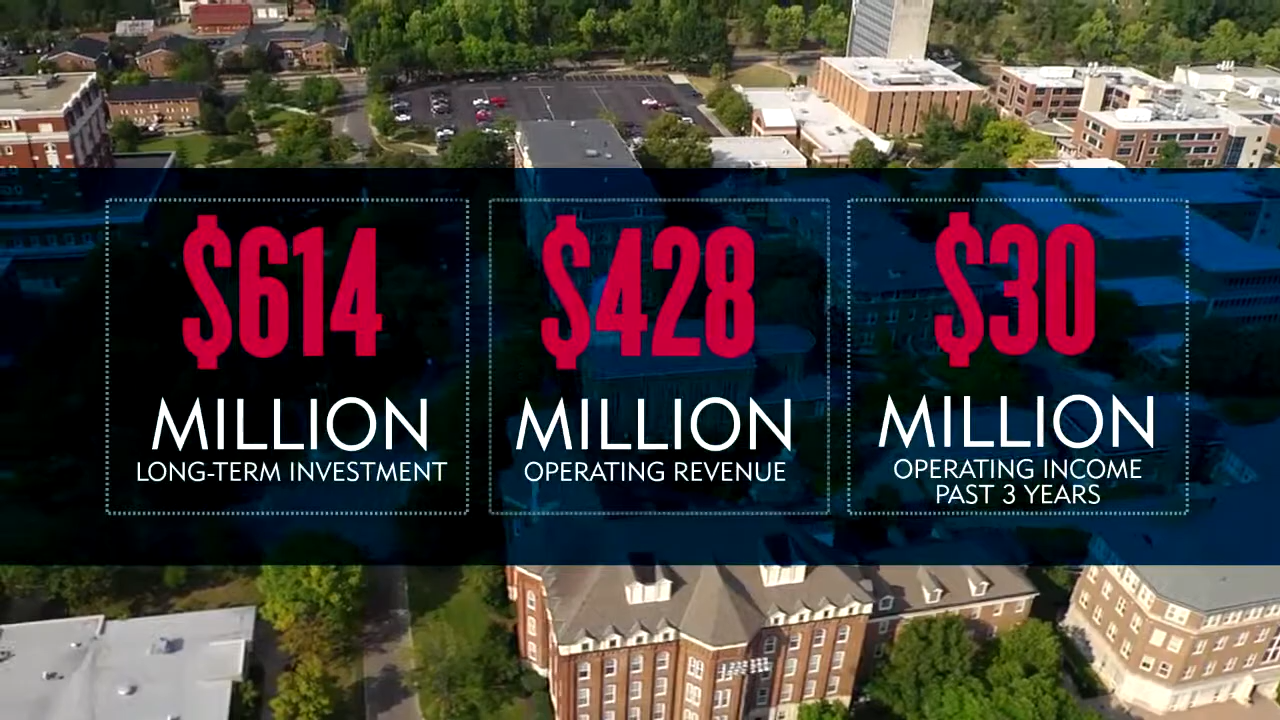 $614
MILLION
LONG-TERM INVESTMENT
$428
MILLION
OPERATING REVENUE
$30
MILLION
OPERATING INCOME
PAST 3 YEARS